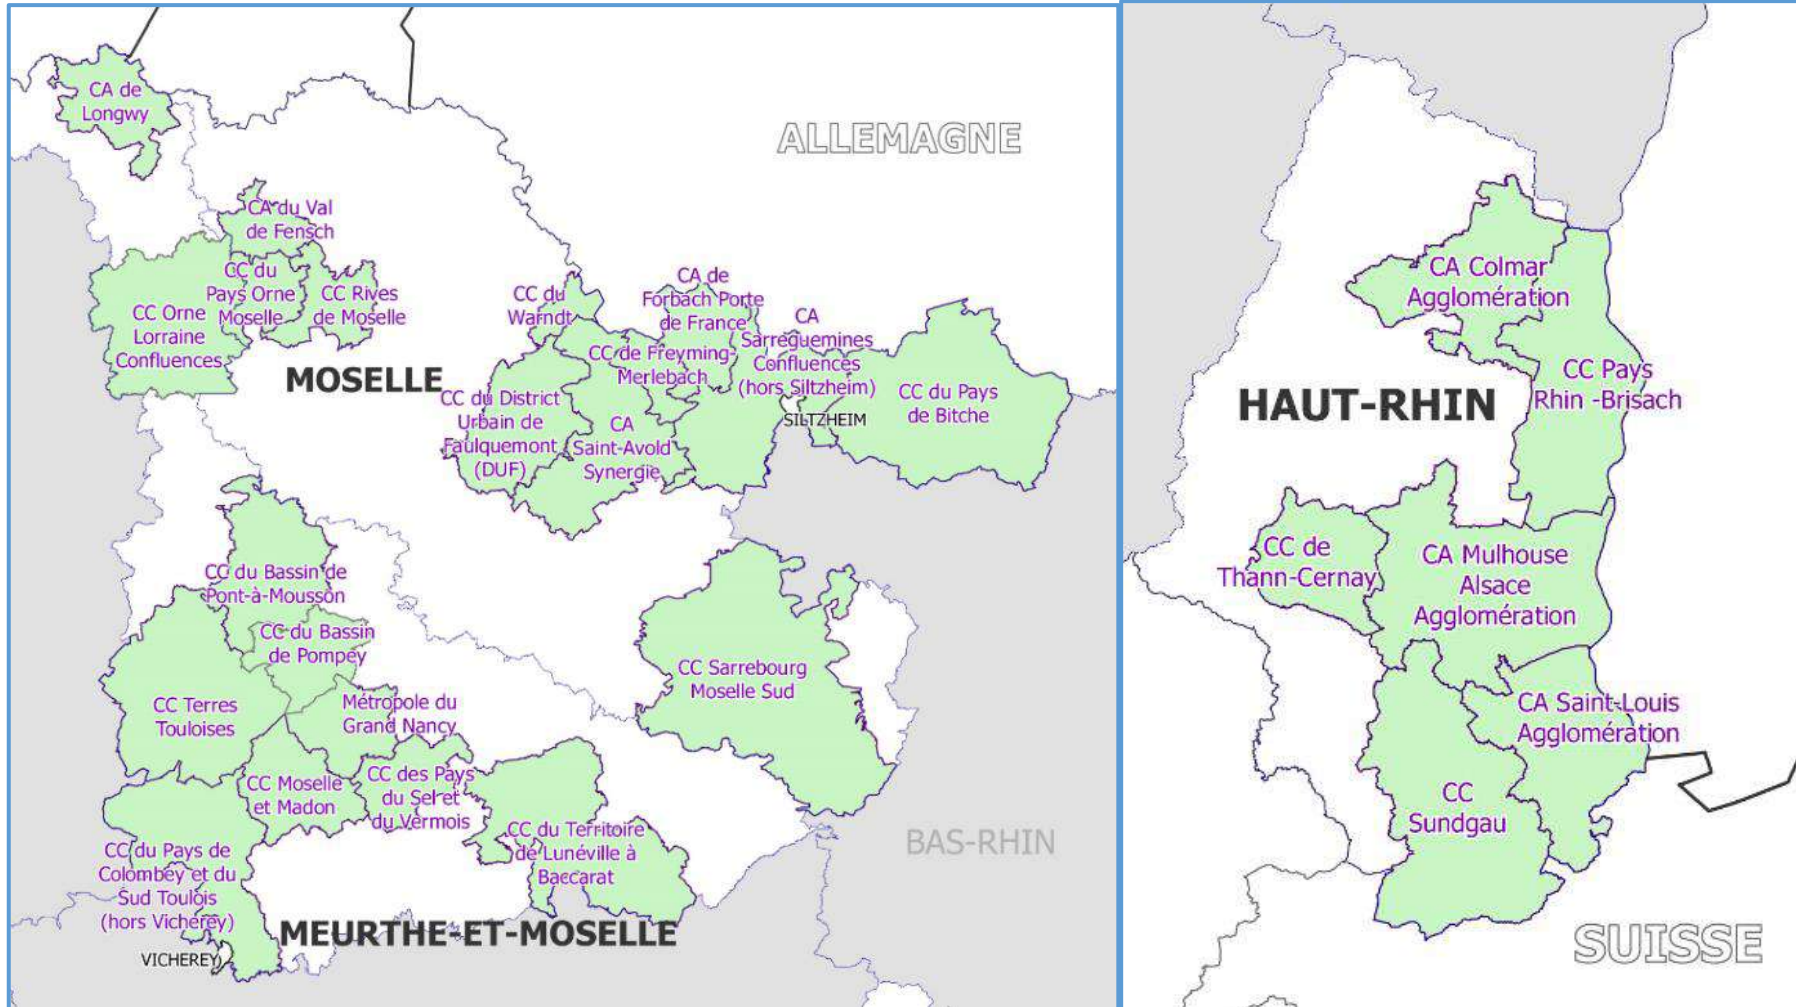 CA de
Longwy
ALLEMAGNE
CA du Val
de Fensch
CC du
Pays Orne
Moselle
CC Rives
de Moselle
CC Orne
Lorraine
Confluences
MOSELLE
CC du
Warndt
CA de
Forbach Porte
de France
CA
Sarreguemines
Confluences
(hors Siltzheim)
CC de Freyming-
Merlebach
CC du District
Urbain de
Faulquemont
(DUF)
CA
Saint-Avold
Synergie
SILTZHEIM
CC du Pays
de Bitche
CC du Bassin de
Pont-à-Mousson
CC du Bassin
de Pompey
CC Terres
Touloises
Métropole du
Grand Nancy
CC Sarrebourg
Moselle Sud
CC Moselle
et Madon
CC des Pays
du Sel et
du Vermois
CC du Territoire
de Lunéville à
Baccarat
BAS-RHIN
CC du Pays de
Colombey et du
Sud Toulois
(hors Vicherey)
VICHEREY
MEURTHE-ET-MOSELLE
CA Colmar
Agglomération
HAUT-RHIN
CC Pays
Rhin -Brisach
CC de
Thann-Cernay
CA Mulhouse
Alsace
Agglomération
CA Saint-Louis
Agglomération
CC
Sundgau
SUISSE